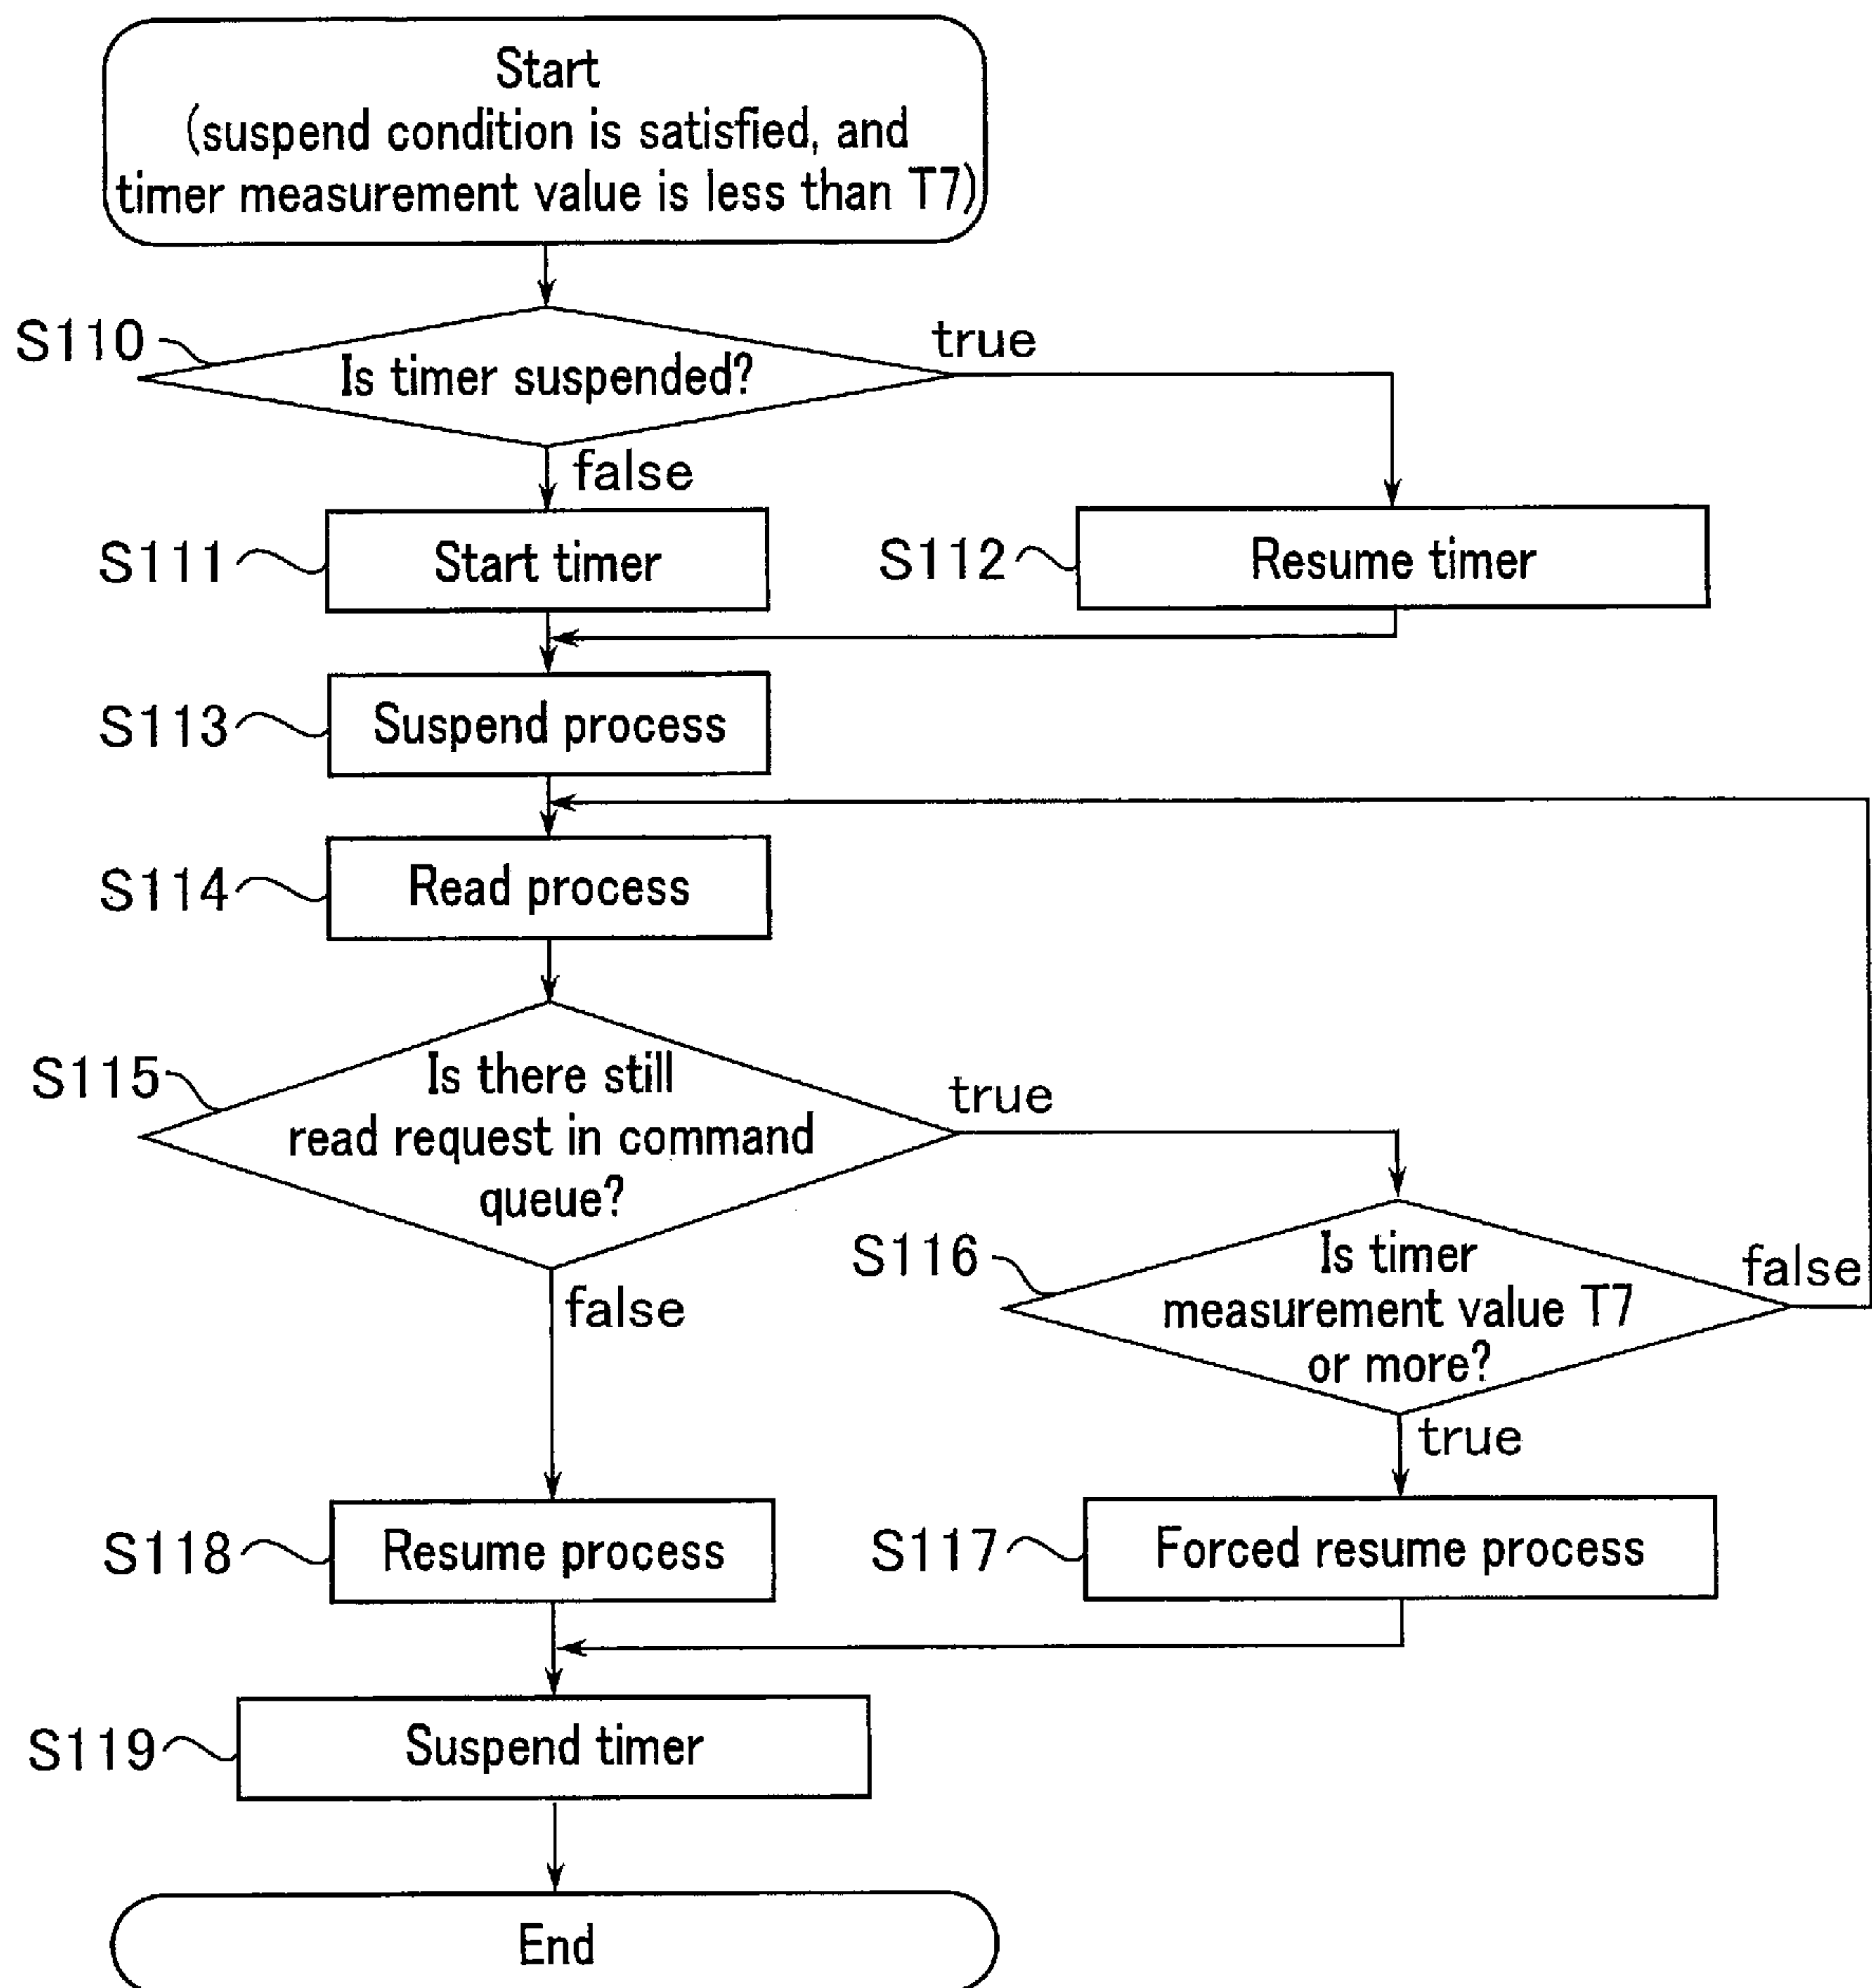 Start
(suspend condition is satisfied, and
timer measurement value is less than T7)
S110
Is timer suspended?
true
false
S111
Start timer
S112
Resume timer
S113
Suspend process
S114
Read process
S115
Is there still
read request in command
queue?
true
false
S116
Is timer
measurement value T7
or more?
false
true
S118
Resume process
S117
Forced resume process
S119
Suspend timer
End